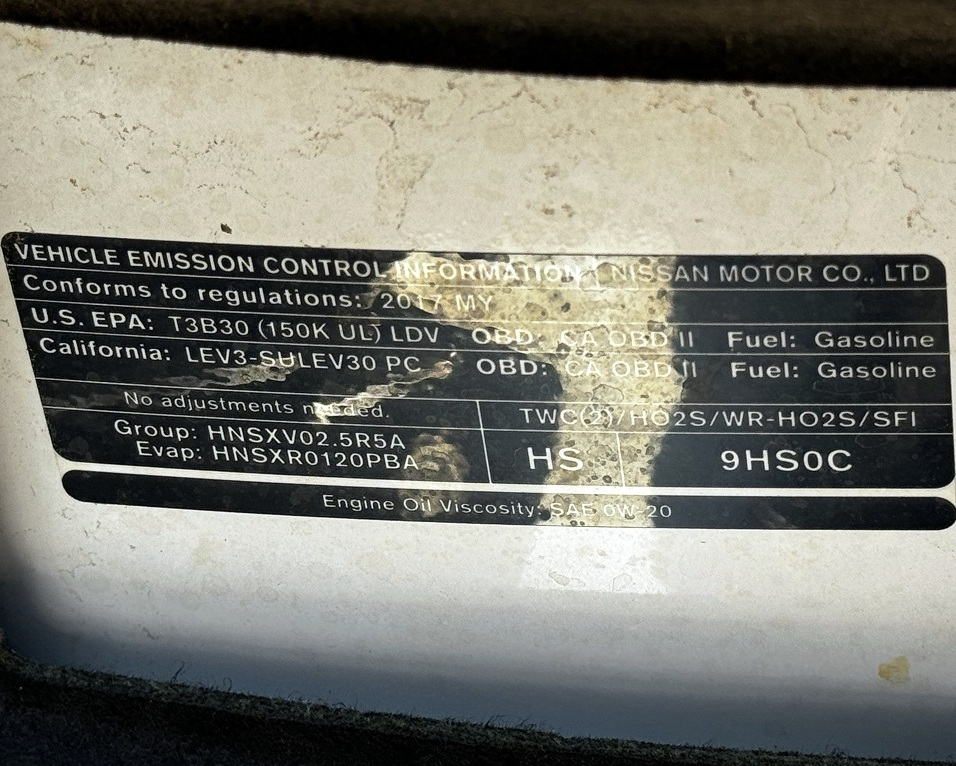 VEHICLE EMISSION CONTROL INFORMATION NISSAN MOTOR CO., LTD
Conforms to regulations: 2017 MY
U.S. EPA: T3B30 (150K UL) LDV OBD: CA OBD II Fuel: Gasoline
California: LEV3-SULEV30 PC OBD: CA OBD II Fuel: Gasoline
No adjustments needed.
TWC(2)/HO2S/WR-HO2S/SFI
Group: HNSXV02.5R5A
Evap: HNSXR0120PBA
HS 9HS0C
Engine Oil Viscosity: SAE 0W-20